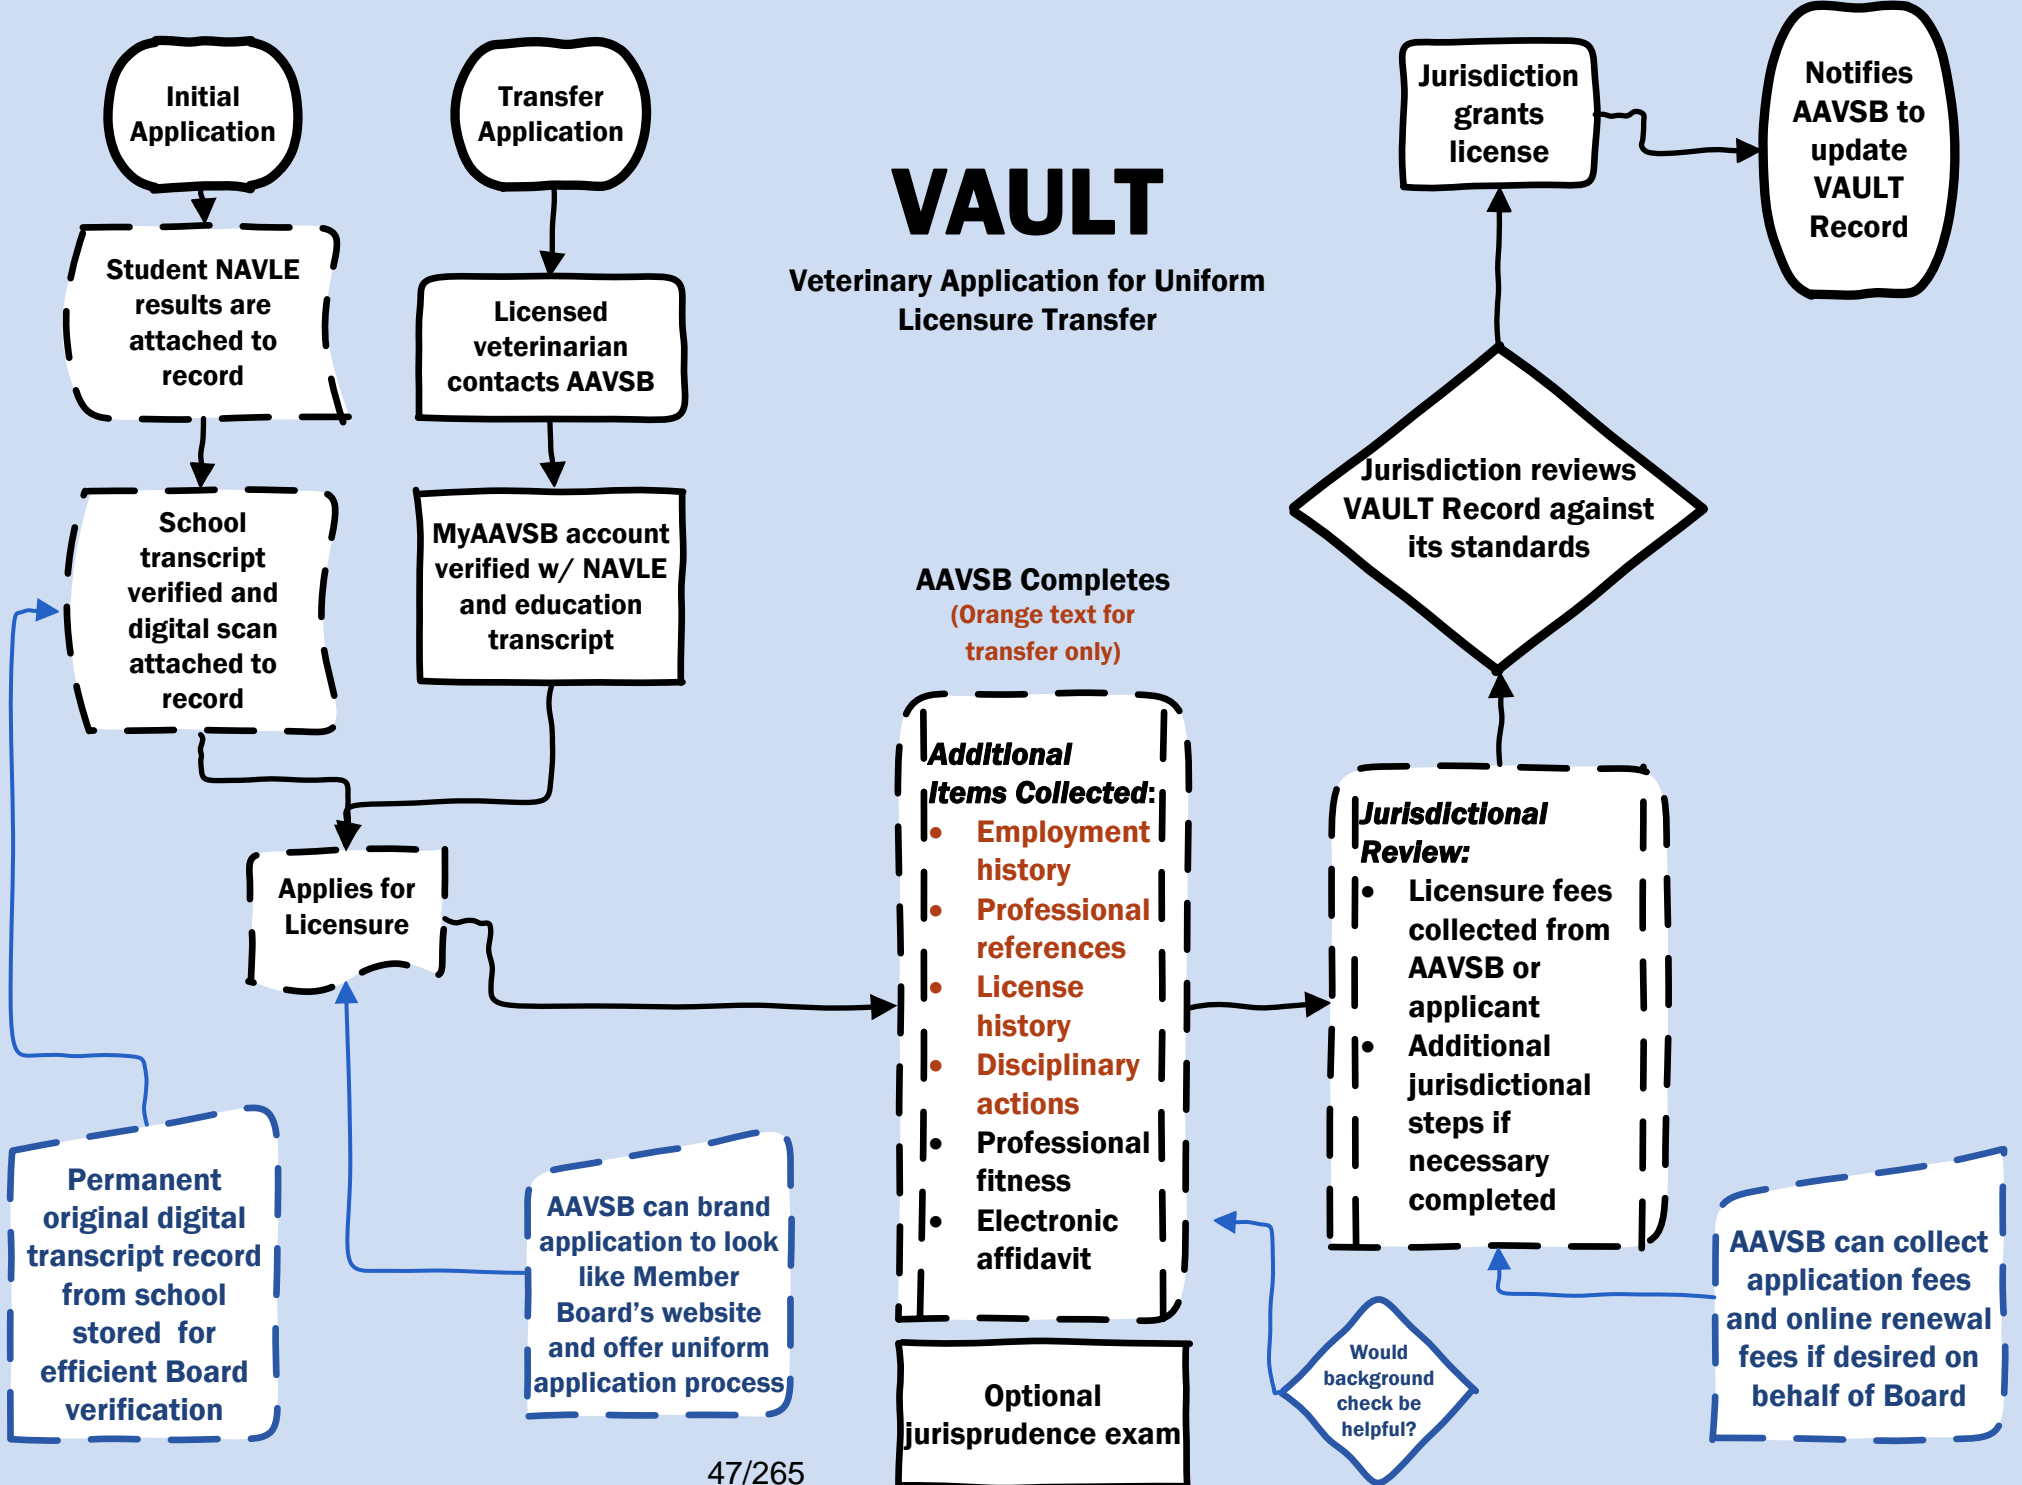 Initial
Application
Transfer
Application
Student NAVLE
results are
attached to
record
Licensed
veterinarian
contacts AAVSB
School
transcript
verified and
digital scan
attached to
record
MyAAVSB account
verified w/ NAVLE
and education
transcript
Applies for
Licensure
VAULT
Veterinary Application for Uniform
Licensure Transfer
AAVSB Completes
(Orange text for
transfer only)
Additional
Items Collected:
• Employment
history
• Professional
references
• License
history
• Disciplinary
actions
• Professional
fitness
• Electronic
affidavit
Optional
jurisprudence exam
Jurisdictional
Review:
• Licensure fees
collected from
AAVSB or
applicant
• Additional
jurisdictional
steps if
necessary
completed
Jurisdiction reviews
VAULT Record against
its standards
Jurisdiction
grants
license
Notifies
AAVSB to
update
VAULT
Record
Permanent
original digital
transcript record
from school
stored for
efficient Board
verification
AAVSB can brand
application to look
like Member
Board's website
and offer uniform
application process
Would
background
check be
helpful?
AAVSB can collect
application fees
and online renewal
fees if desired on
behalf of Board
47/265